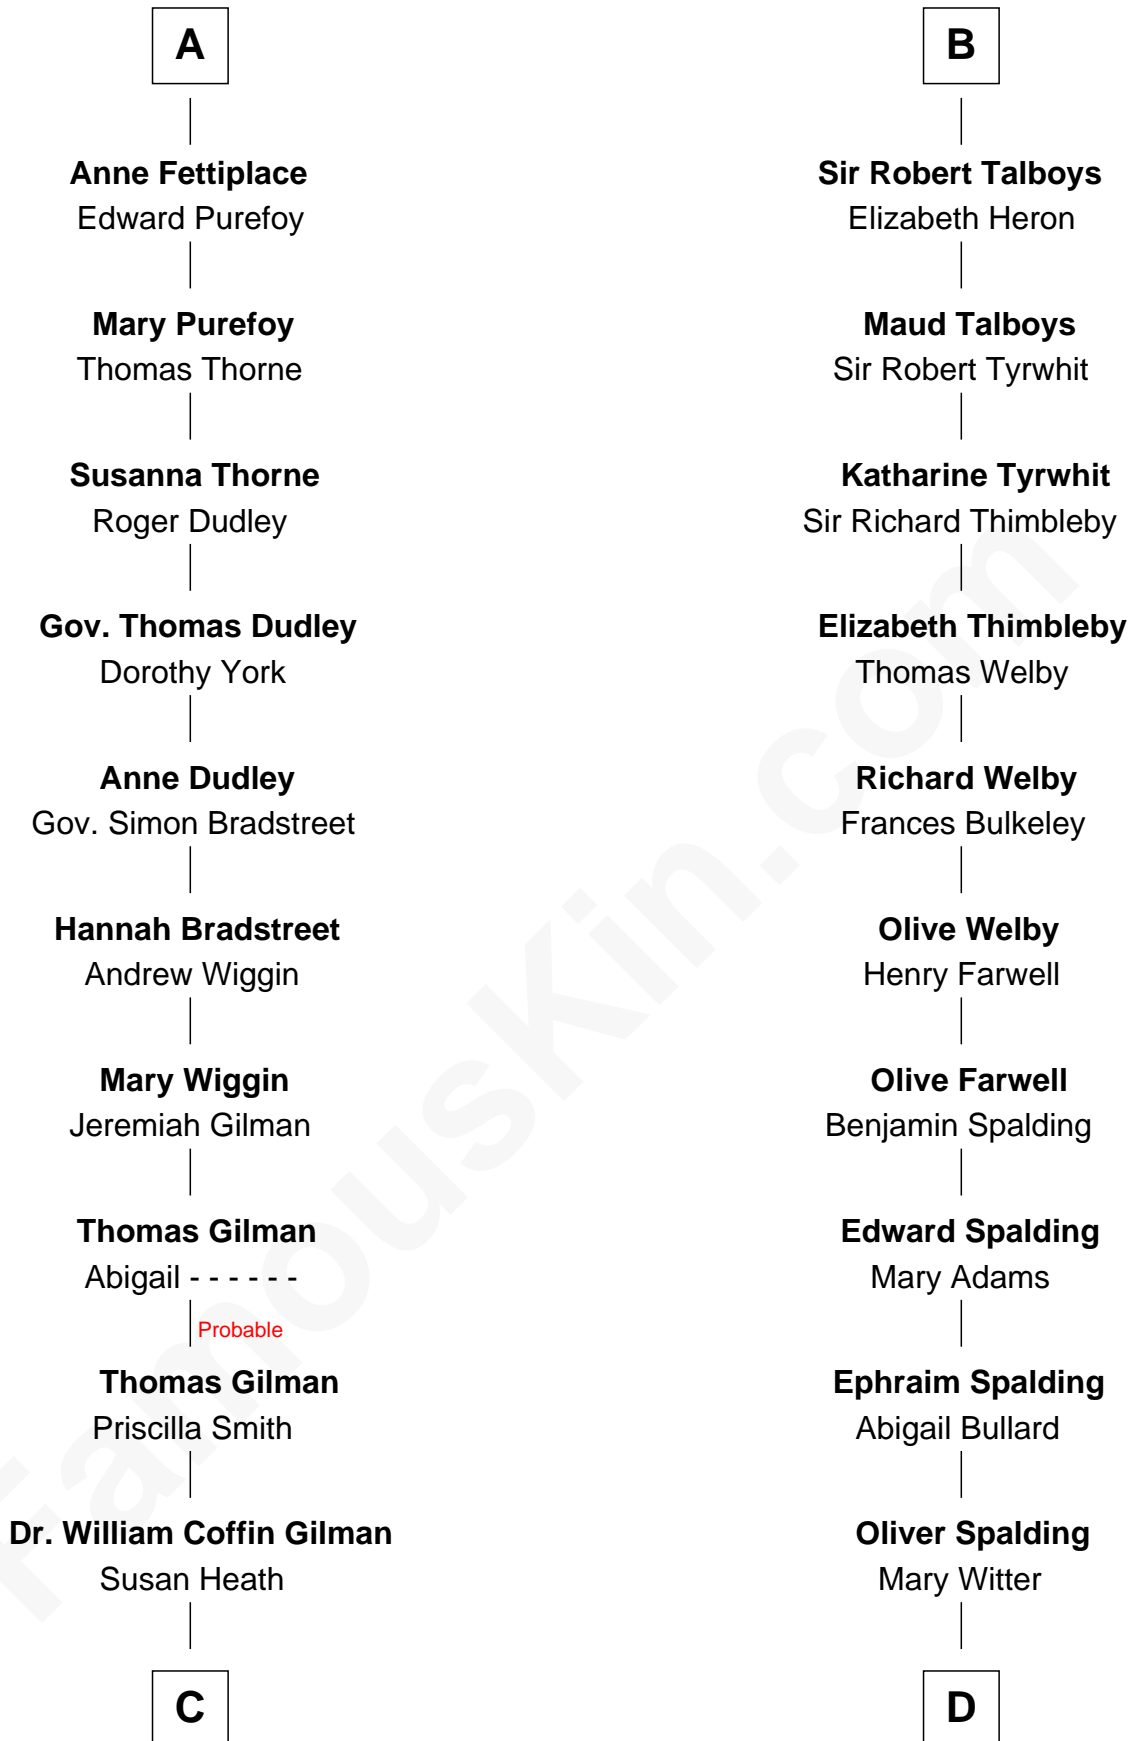 A
Anne Fettiplace
Edward Purefoy
Mary Purefoy
Thomas Thorne
Susanna Thorne
Roger Dudley
Gov. Thomas Dudley
Dorothy York
Anne Dudley
Gov. Simon Bradstreet
Hannah Bradstreet
Andrew Wiggin
Mary Wiggin
Jeremiah Gilman
Thomas Gilman
Abigail - - - - - -
Probable
Thomas Gilman
Priscilla Smith
Dr. William Coffin Gilman
Susan Heath
C
B
Sir Robert Talboys
Elizabeth Heron
Maud Talboys
Sir Robert Tyrwhit
Katharine Tyrwhit
Sir Richard Thimbleby
Elizabeth Thimbleby
Thomas Welby
Richard Welby
Frances Bulkeley
Olive Welby
Henry Farwell
Olive Farwell
Benjamin Spalding
Edward Spalding
Mary Adams
Ephraim Spalding
Abigail Bullard
Oliver Spalding
Mary Witter
D
FamousKin.com